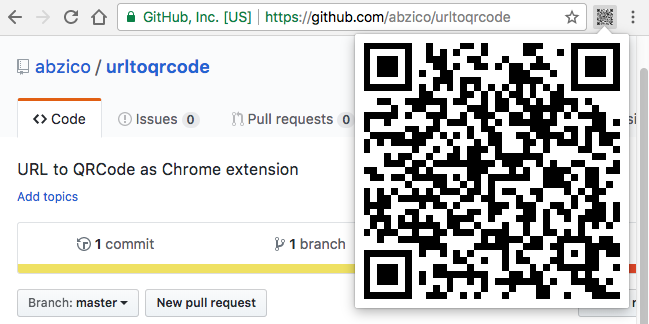 GitHub, Inc. [US] https://github.com/abzico/urltoqrcode
abzico / urltoqrcode
Code Issues 0 Pull requests 0
URL to QRCode as Chrome extension
Add topics
1 commit 1 branch
Branch: master New pull request